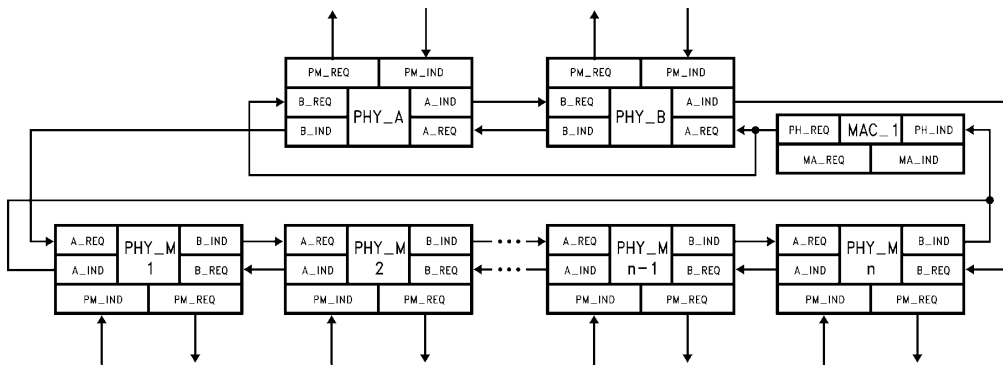 PM_REQ PM_IND PM_REQ PM_IND
B_REQ PHY_A A_IND B_REQ PHY_B A_IND
B_IND A_REQ B_IND A_REQ PH_REQ MAC_1 PH_IND
MA_REQ MA_IND
A_REQ PHY_M B_IND A_REQ PHY_M B_IND ••• A_REQ PHY_M B_IND A_REQ PHY_M B_IND
A_IND 1 B_REQ A_IND 2 B_REQ ••• A_IND n-1 B_REQ A_IND n B_REQ
PM_IND PM_REQ PM_IND PM_REQ PM_IND PM_REQ PM_IND PM_REQ